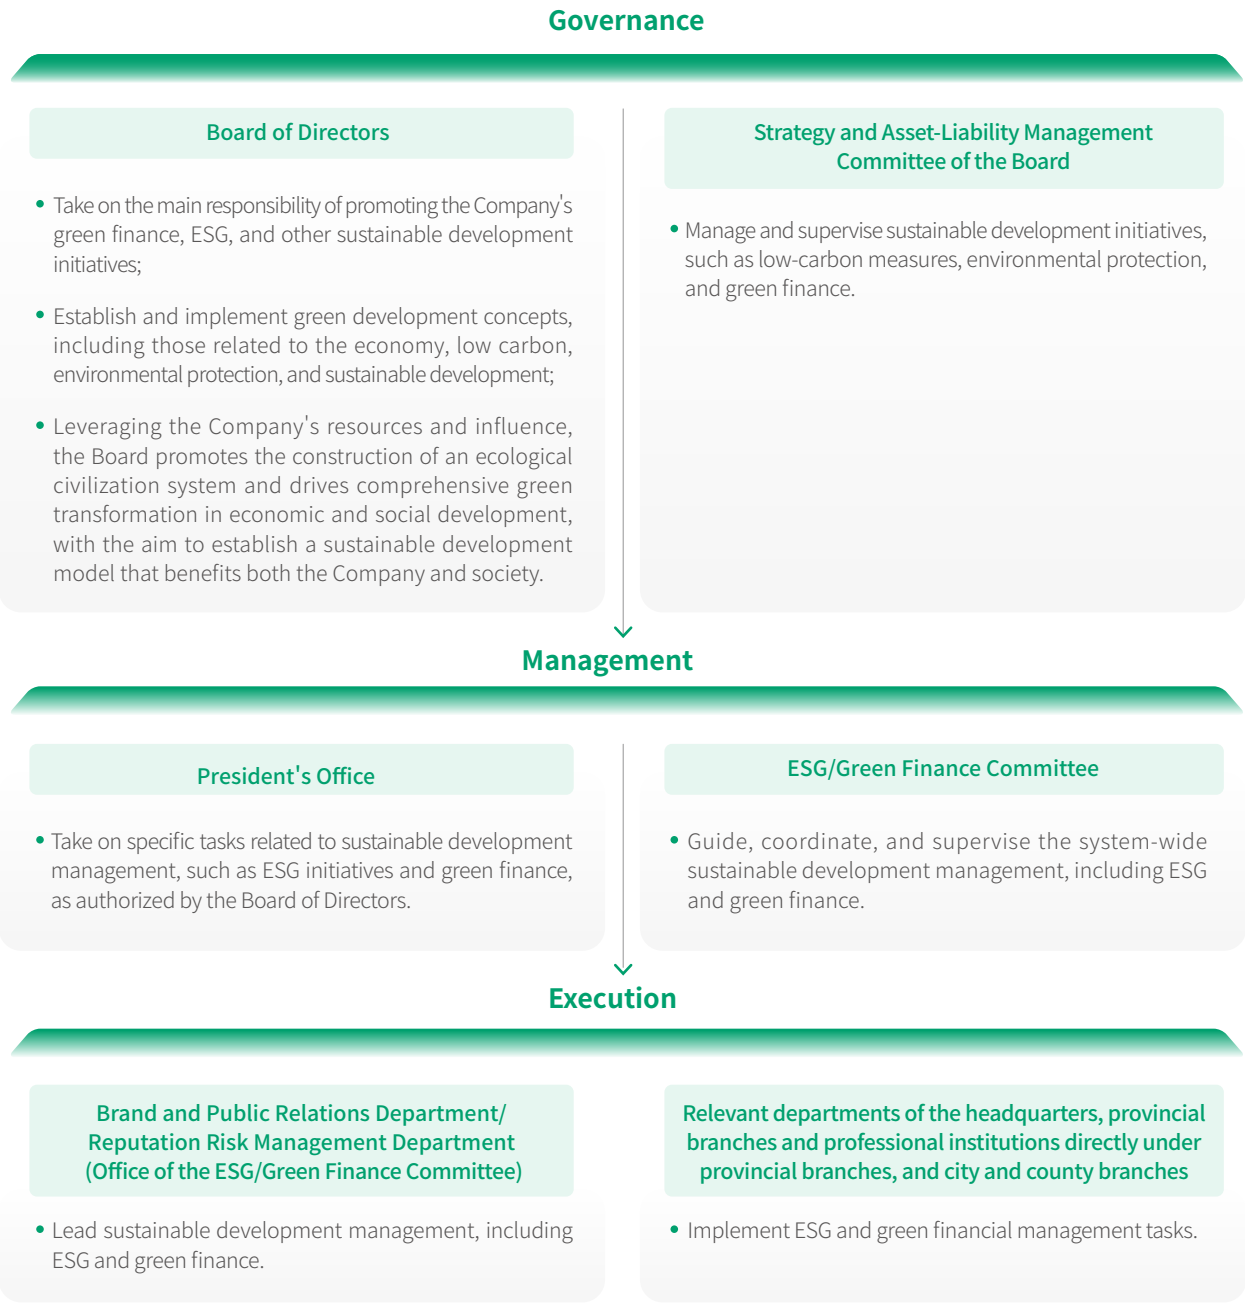 Governance
Board of Directors
• Take on the main responsibility of promoting the Company's
green finance, ESG, and other sustainable development
initiatives;
• Establish and implement green development concepts,
including those related to the economy, low carbon,
environmental protection, and sustainable development;
• Leveraging the Company's resources and influence,
the Board promotes the construction of an ecological
civilization system and drives comprehensive green
transformation in economic and social development,
with the aim to establish a sustainable development
model that benefits both the Company and society.
Strategy and Asset-Liability Management
Committee of the Board
• Manage and supervise sustainable development initiatives,
such as low-carbon measures, environmental protection,
and green finance.
Management
President's Office
• Take on specific tasks related to sustainable development
management, such as ESG initiatives and green finance,
as authorized by the Board of Directors.
ESG/Green Finance Committee
• Guide, coordinate, and supervise the system-wide
sustainable development management, including ESG
and green finance.
Execution
Brand and Public Relations Department/
Reputation Risk Management Department
(Office of the ESG/Green Finance Committee)
• Lead sustainable development management, including
ESG and green finance.
Relevant departments of the headquarters, provincial
branches and professional institutions directly under
provincial branches, and city and county branches
• Implement ESG and green financial management tasks.